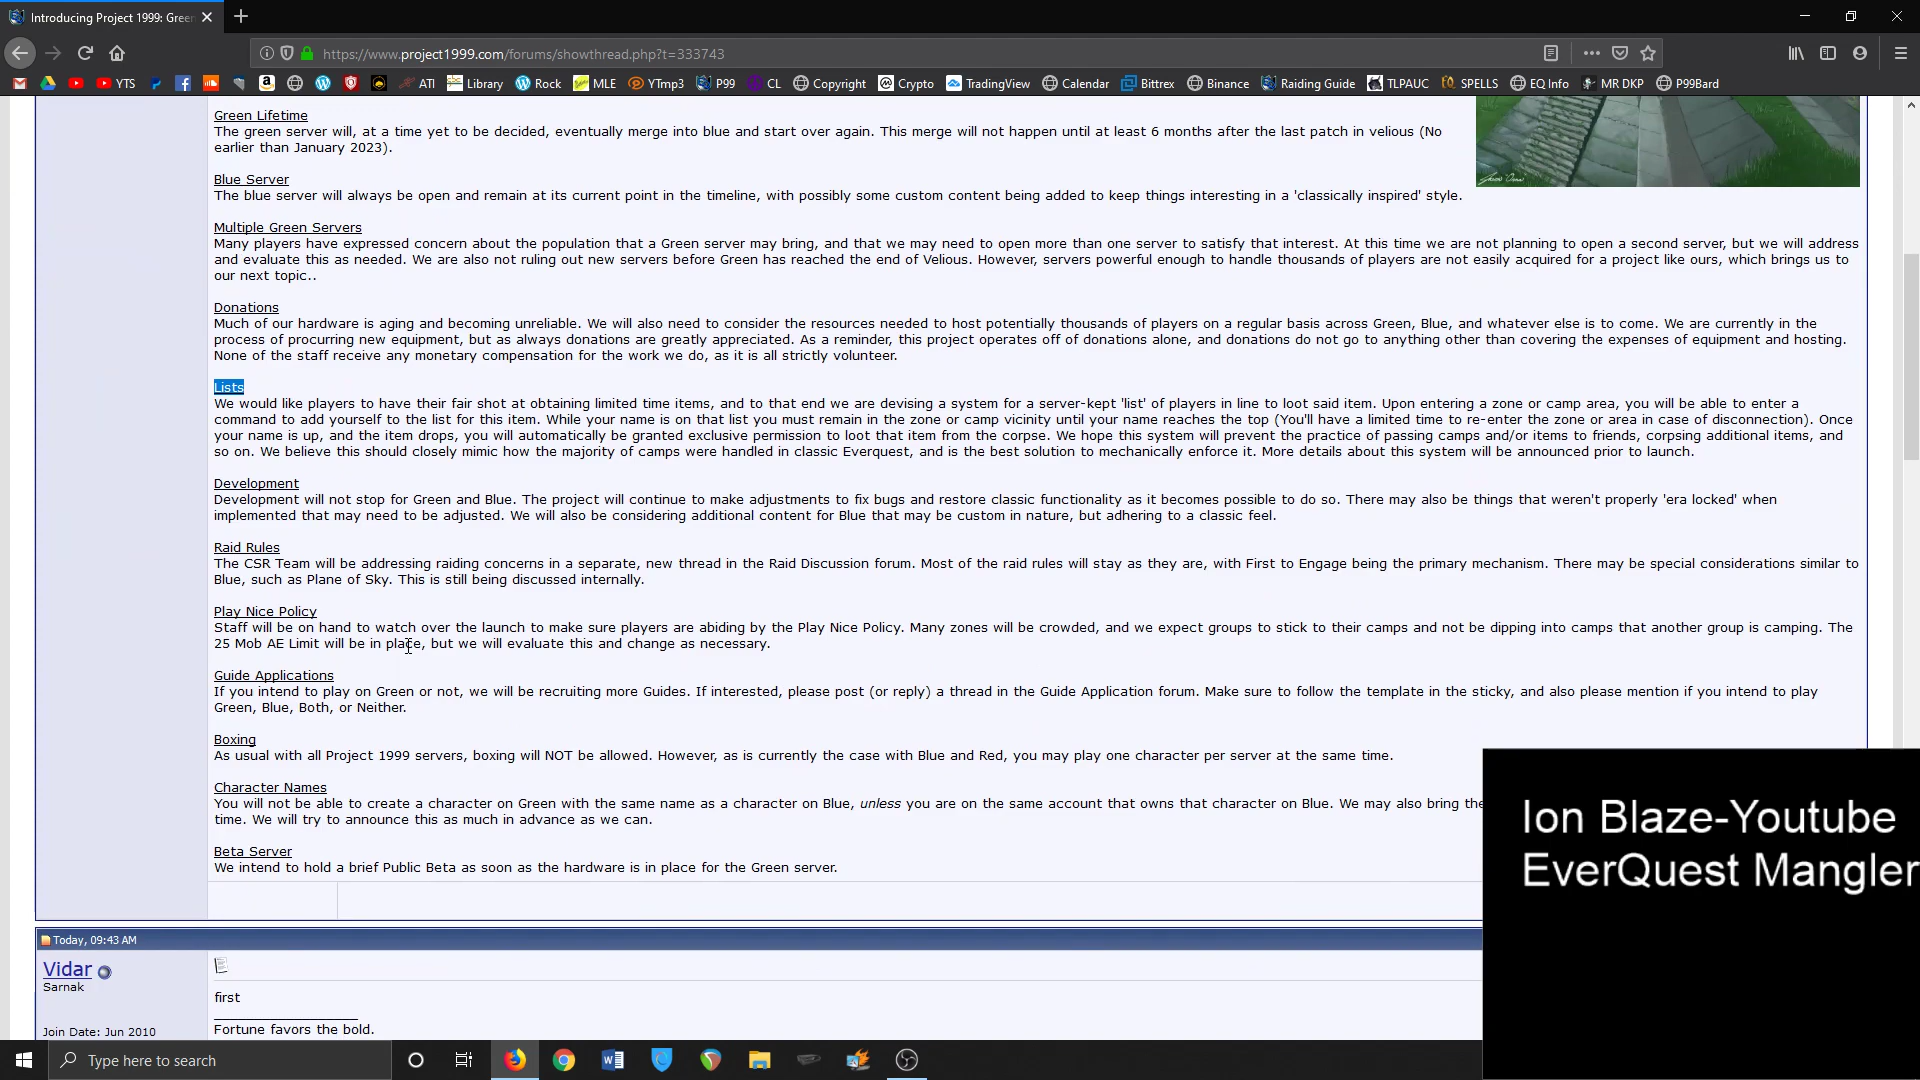 Introducing Project 1999: Green
https://www.project1999.com/forums/showthread.php?t=333743
YTS
ATI
Library
Rock
MLE
YTmp3
P99
CL
Copyright
Crypto
TradingView
Calendar
Bittrex
Binance
Raiding Guide
TLPAUC
SPELLS
EQ Info
MR DKP
P99Bard
Green Lifetime
The green server will, at a time yet to be decided, eventually merge into blue and start over again. This merge will not happen until at least 6 months after the last patch in velious (No
earlier than January 2023).
Blue Server
The blue server will always be open and remain at its current point in the timeline, with possibly some custom content being added to keep things interesting in a 'classically inspired' style.
Multiple Green Servers
Many players have expressed concern about the population that a Green server may bring, and that we may need to open more than one server to satisfy that interest. At this time we are not planning to open a second server, but we will address
and evaluate this as needed. We are also not ruling out new servers before Green has reached the end of Velious. However, servers powerful enough to handle thousands of players are not easily acquired for a project like ours, which brings us to
our next topic..
Donations
Much of our hardware is aging and becoming unreliable. We will also need to consider the resources needed to host potentially thousands of players on a regular basis across Green, Blue, and whatever else is to come. We are currently in the
process of procurring new equipment, but as always donations are greatly appreciated. As a reminder, this project operates off of donations alone, and donations do not go to anything other than covering the expenses of equipment and hosting.
None of the staff receive any monetary compensation for the work we do, as it is all strictly volunteer.
Lists
We would like players to have their fair shot at obtaining limited time items, and to that end we are devising a system for a server-kept 'list' of players in line to loot said item. Upon entering a zone or camp area, you will be able to enter a
command to add yourself to the list for this item. While your name is on that list you must remain in the zone or camp vicinity until your name reaches the top (You'll have a limited time to re-enter the zone or area in case of disconnection). Once
your name is up, and the item drops, you will automatically be granted exclusive permission to loot that item from the corpse. We hope this system will prevent the practice of passing camps and/or items to friends, corpsing additional items, and
so on. We believe this should closely mimic how the majority of camps were handled in classic Everquest, and is the best solution to mechanically enforce it. More details about this system will be announced prior to launch.
Development
Development will not stop for Green and Blue. The project will continue to make adjustments to fix bugs and restore classic functionality as it becomes possible to do so. There may also be things that weren't properly 'era locked' when
implemented that may need to be adjusted. We will also be considering additional content for Blue that may be custom in nature, but adhering to a classic feel.
Raid Rules
The CSR Team will be addressing raiding concerns in a separate, new thread in the Raid Discussion forum. Most of the raid rules will stay as they are, with First to Engage being the primary mechanism. There may be special considerations similar to
Blue, such as Plane of Sky. This is still being discussed internally.
Play Nice Policy
Staff will be on hand to watch over the launch to make sure players are abiding by the Play Nice Policy. Many zones will be crowded, and we expect groups to stick to their camps and not be dipping into camps that another group is camping. The
25 Mob AE Limit will be in place, but we will evaluate this and change as necessary.
Guide Applications
If you intend to play on Green or not, we will be recruiting more Guides. If interested, please post (or reply) a thread in the Guide Application forum. Make sure to follow the template in the sticky, and also please mention if you intend to play
Green, Blue, Both, or Neither.
Boxing
As usual with all Project 1999 servers, boxing will NOT be allowed. However, as is currently the case with Blue and Red, you may play one character per server at the same time.
Character Names
You will not be able to create a character on Green with the same name as a character on Blue, unless you are on the same account that owns that character on Blue. We may also bring the
time. We will try to announce this as much in advance as we can.
Beta Server
We intend to hold a brief Public Beta as soon as the hardware is in place for the Green server.
Ion Blaze-Youtube
EverQuest Mangler
Today, 09:43 AM
Vidar
Sarnak
Join Date: Jun 2010
first
Fortune favors the bold.
Type here to search